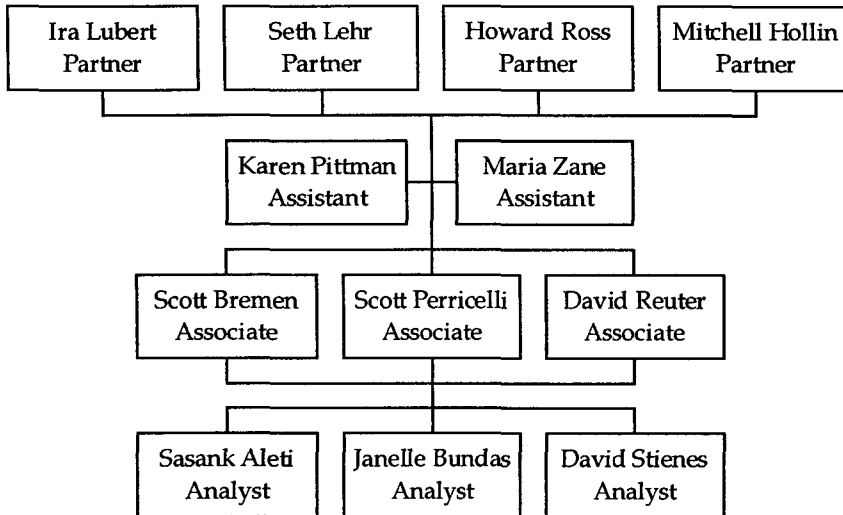 Ira Lubert
Partner
Seth Lehr
Partner
Howard Ross
Partner
Mitchell Hollin
Partner
Karen Pittman
Assistant
Maria Zane
Assistant
Scott Bremen
Associate
Scott Perricelli
Associate
David Reuter
Associate
Sasank Aleti
Analyst
Janelle Bundas
Analyst
David Stienes
Analyst